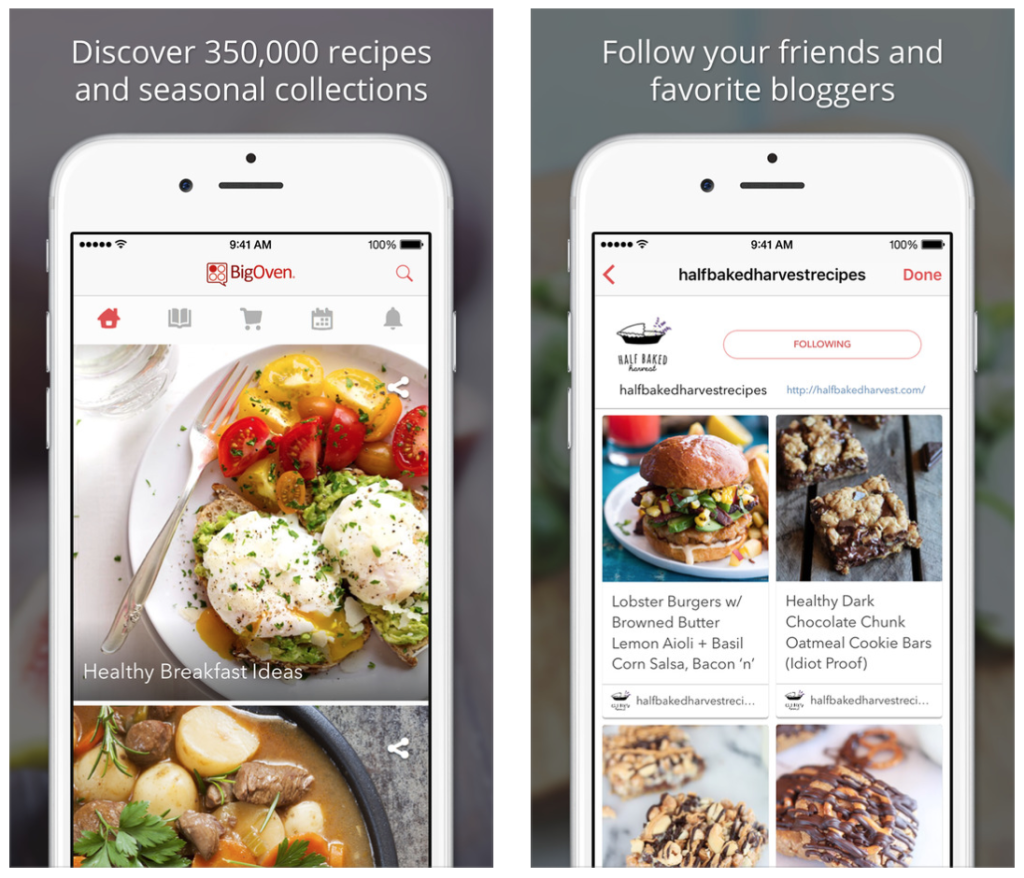 Discover 350,000 recipes
and seasonal collections
9:41 AM
100%
BigOven
Healthy Breakfast Ideas
Follow your friends and
favorite bloggers
9:41 AM
100%
halfbakedharvestrecipes
Done
HALF BAKED
harvest
FOLLOWING
halfbakedharvestrecipes
http://halfbakedharvest.com/
Lobster Burgers w/
Browned Butter
Lemon Aioli + Basil
Corn Salsa, Bacon ‘n’
halfbakedharvestreci...
Healthy Dark
Chocolate Chunk
Oatmeal Cookie Bars
(Idiot Proof)
halfbakedharvestreci...